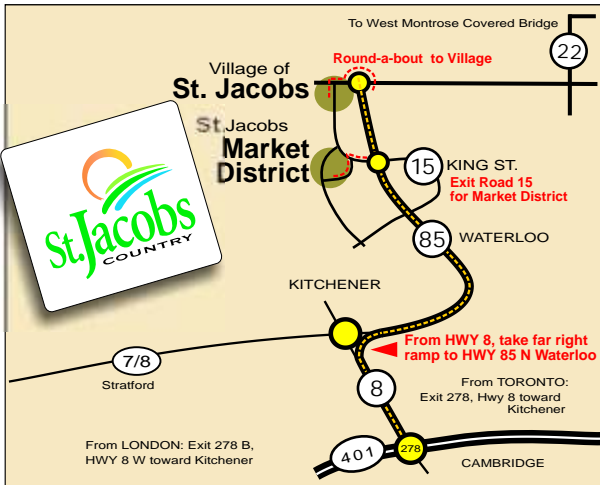 To West Montrose Covered Bridge
22
Round-a-bout to Village
Village of
St. Jacobs
St. Jacobs
Market
District
15
KING ST.
Exit Road 15
for Market District
St. Jacobs
COUNTRY
85
WATERLOO
KITCHENER
From HWY 8, take far right
ramp to HWY 85 N Waterloo
7/8
Stratford
8
From TORONTO:
Exit 278, Hwy 8 toward
Kitchener
From LONDON: Exit 278 B,
HWY 8 W toward Kitchener
401
278
CAMBRIDGE